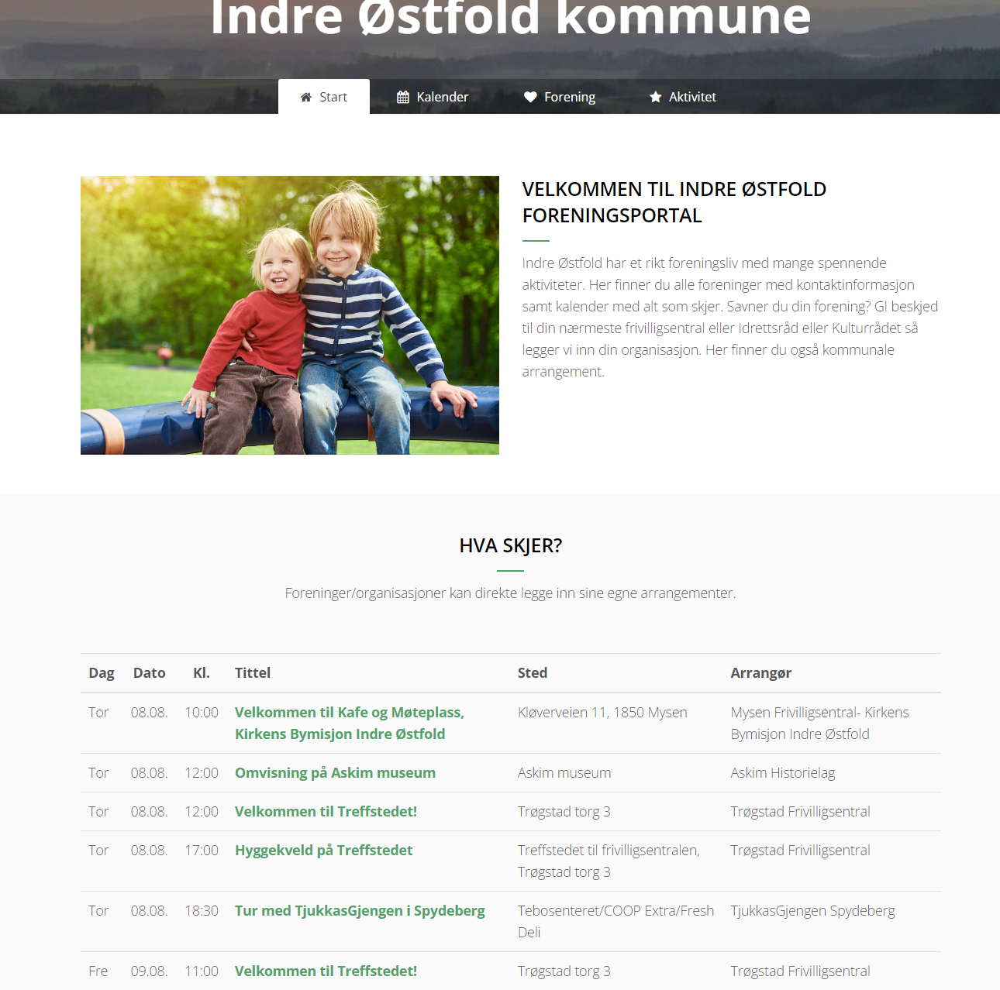 Indre Østfold kommune
Start Kalender Forening Aktivitet
VELKOMMEN TIL INDRE ØSTFOLD
FORENINGSPORTAL
Indre Østfold har et rikt foreningsliv med mange spennende
aktiviteter. Her finner du alle foreninger med kontaktinformasjon
samt kalender med alt som skjer. Savner du din forening? GI beskjed
til din nærmeste frivilligsentral eller Idrettsråd eller Kulturrådet så
legger vi inn din organisasjon. Her finner du også kommunale
arrangement.
HVA SKJER?
Foreninger/organisasjoner kan direkte legge inn sine egne arrangementer.
Dag Dato Kl. Tittel Sted Arrangør
Tor 08.08. 10:00 Velkommen til Kafe og Møteplass, Kløverveien 11, 1850 Mysen Mysen Frivilligsentral- Kirkens
Kirkens Bymisjon Indre Østfold Bymisjon Indre Østfold
Tor 08.08. 12:00 Omvisning på Askim museum Askim museum Askim Historielag
Tor 08.08. 12:00 Velkommen til Treffstedet! Trøgstad torg 3 Trøgstad Frivilligsentral
Tor 08.08. 17:00 Hyggekveld på Treffstedet Treffstedet til frivilligsentralen, Trøgstad Frivilligsentral
Trøgstad torg 3
Tor 08.08. 18:30 Tur med TjukkasGjengen i Spydeberg Tebosenteret/COOP Extra/Fresh TjukkasGjengen Spydeberg
Deli
Fre 09.08. 11:00 Velkommen til Treffstedet! Trøgstad torg 3 Trøgstad Frivilligsentral